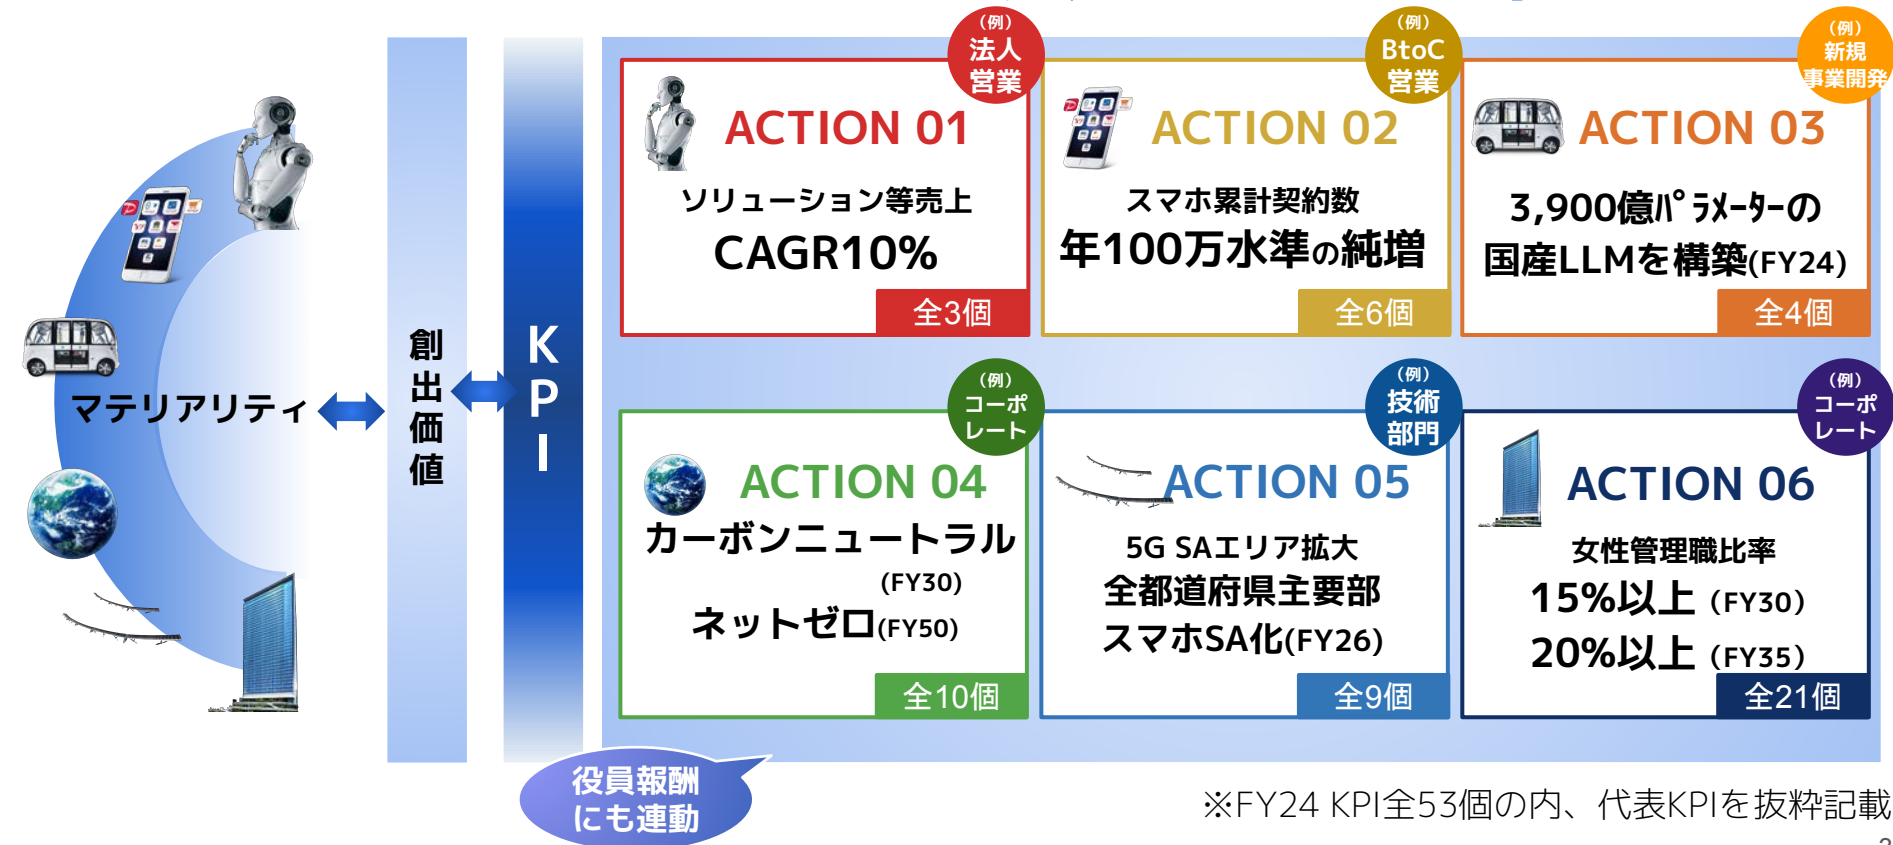 マテリアリティ
創出価値
KPI
役員報酬
にも連動
(例)
法人
営業
ACTION 01
ソリューション等売上
CAGR10%
全3個
(例)
BtoC
営業
ACTION 02
スマホ累計契約数
年100万水準の純増
全6個
(例)
新規
事業開発
ACTION 03
3,900億ﾊﾟﾗﾒｰﾀｰの
国産LLMを構築(FY24)
全4個
(例)
コーポ
レート
ACTION 04
カーボンニュートラル
(FY30)
ネットゼロ(FY50)
全10個
(例)
技術
部門
ACTION 05
5G SAエリア拡大
全都道府県主要部
スマホSA化(FY26)
全9個
(例)
コーポ
レート
ACTION 06
女性管理職比率
15%以上（FY30）
20%以上（FY35）
全21個
※FY24 KPI全53個の内、代表KPIを抜粋記載